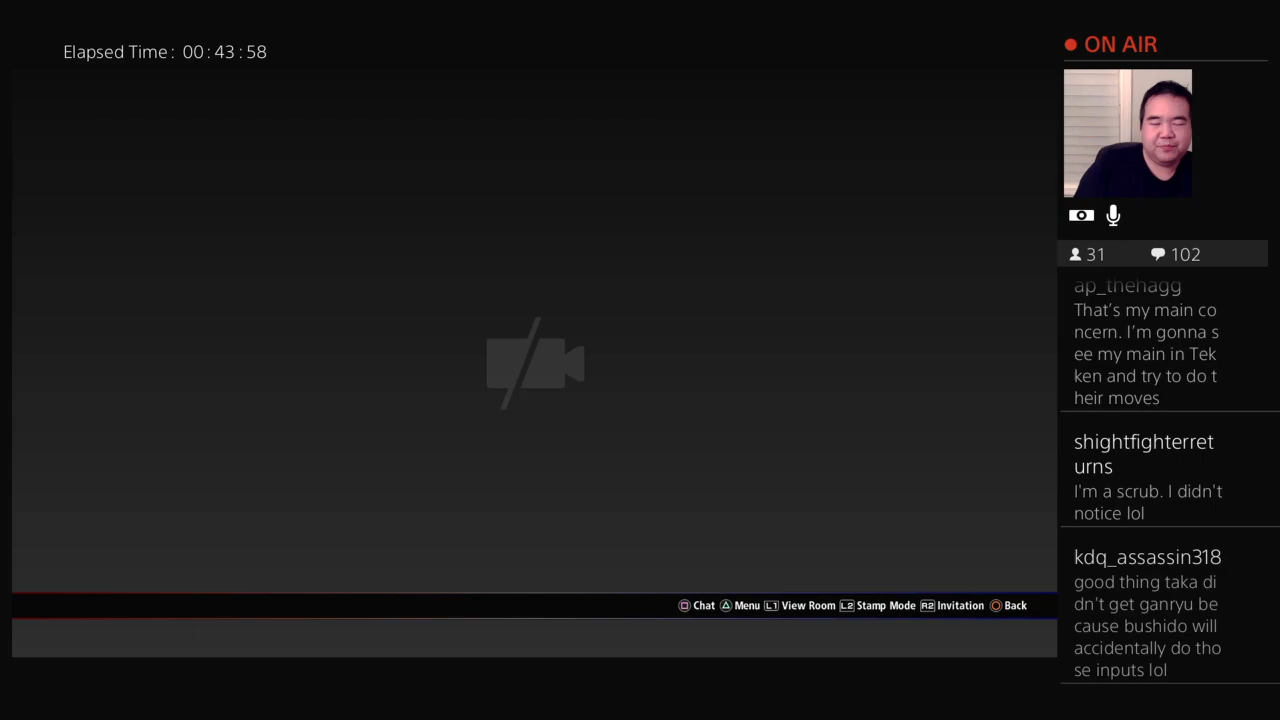 Elapsed Time: 00:43:58
ON AIR
31
102
ap_thehagg
That's my main co
ncern. I'm gonna s
ee my main in Tek
ken and try to do t
heir moves
shightfighterret
urns
I'm a scrub. I didn't
notice lol
kdq_assassin318
good thing taka di
dn't get ganryu be
cause bushido will
accidentally do tho
se inputs lol
Chat Menu L1 View Room L2 Stamp Mode R2 Invitation Back